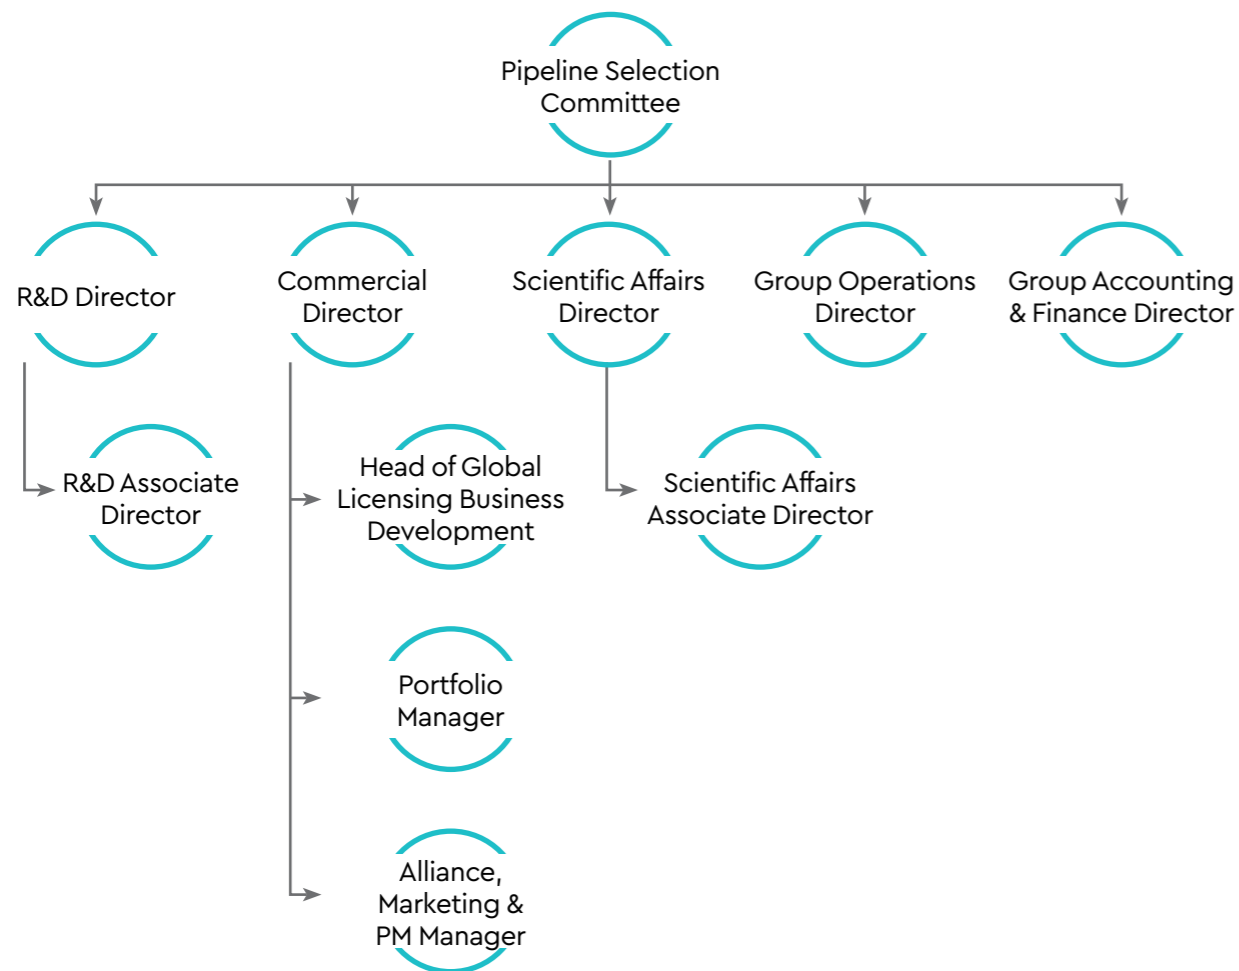 Pipeline Selection
Committee
R&D Director
Commercial
Director
Scientific Affairs
Director
Group Operations
Director
Group Accounting
& Finance Director
R&D Associate
Director
Head of Global
Licensing Business
Development
Scientific Affairs
Associate Director
Portfolio
Manager
Alliance,
Marketing &
PM Manager